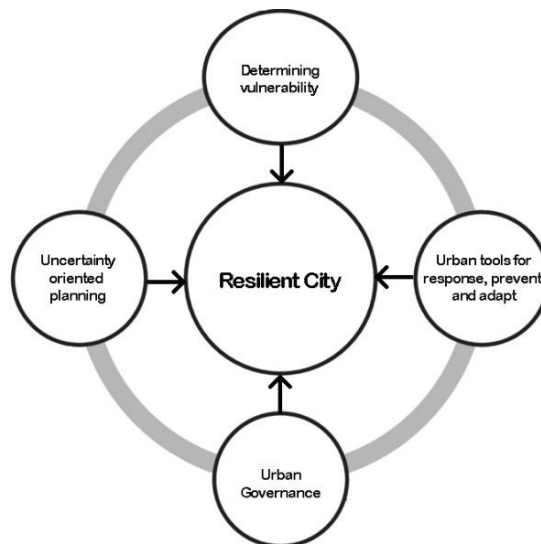 Determining
vulnerability
Uncertainty
oriented
planning
Resilient City
Urban tools for
response, prevent
and adapt
Urban
Governance